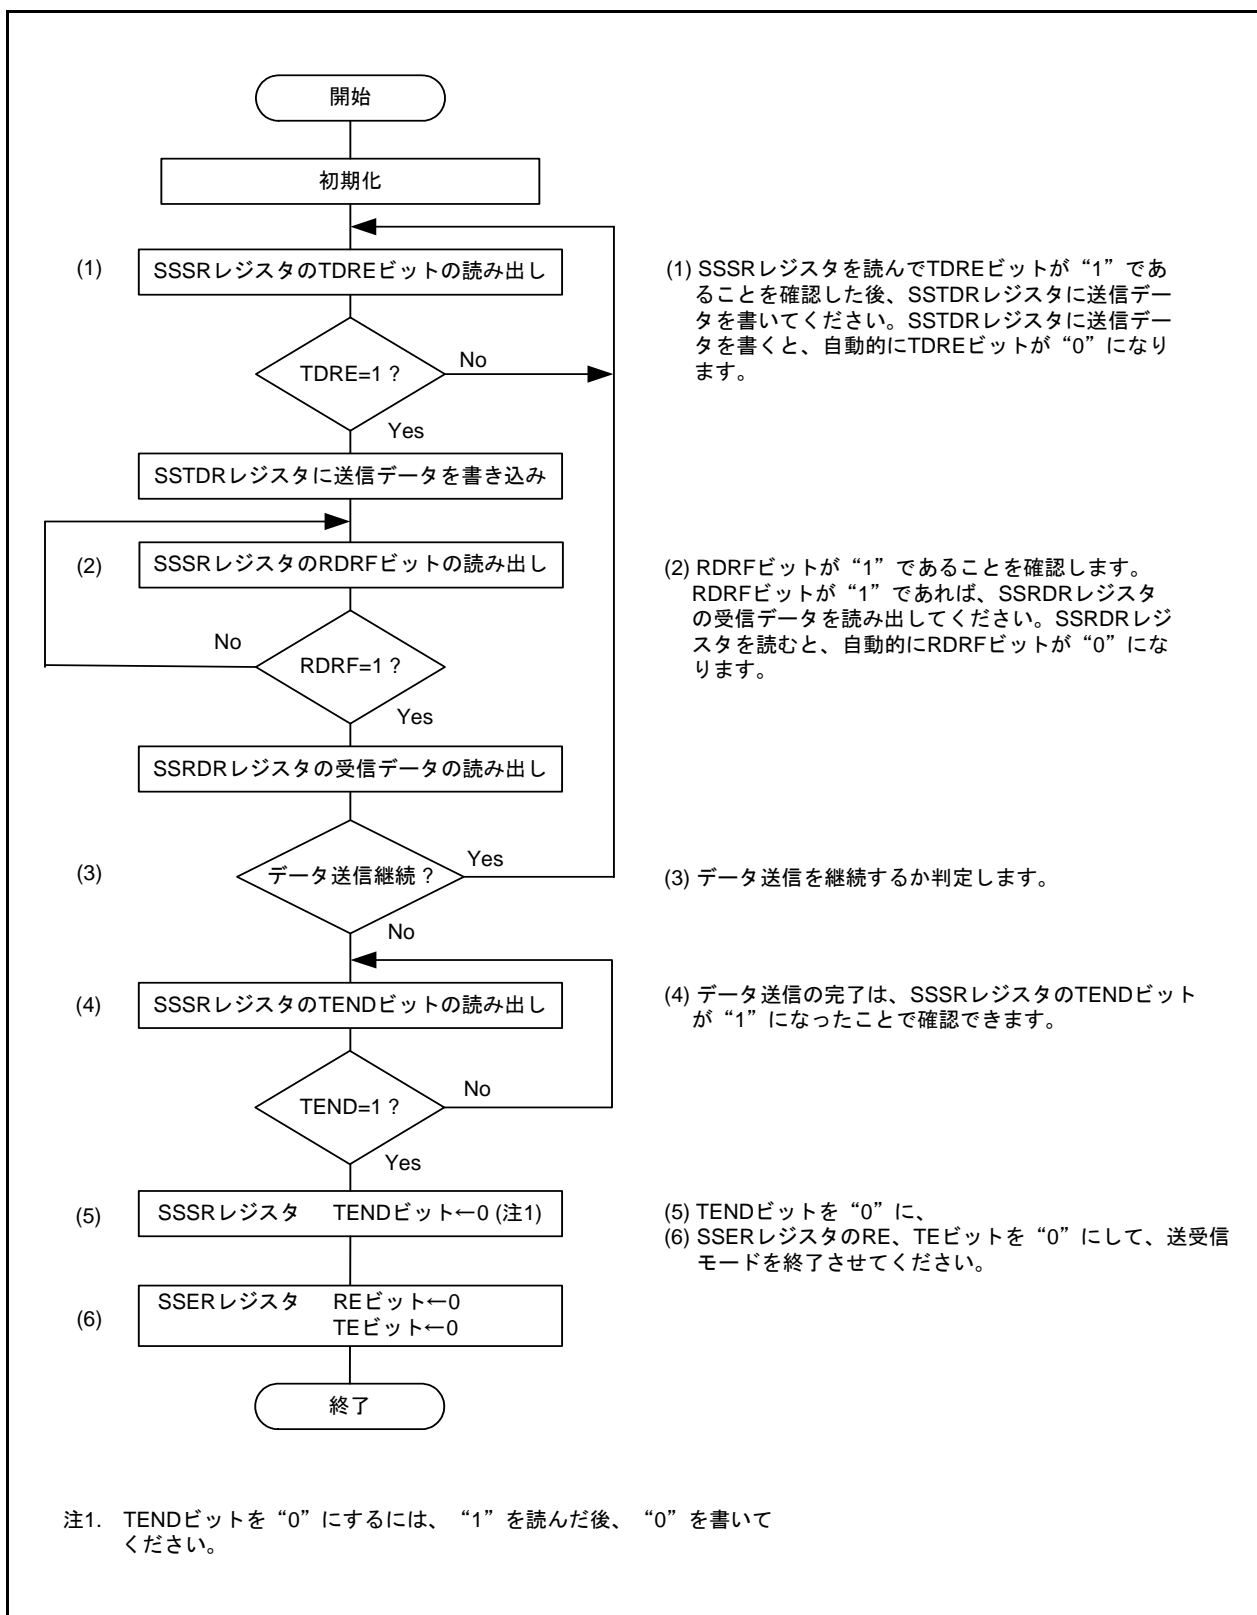 開始
初期化
(1)
SSSRレジスタのTDREビットの読み出し
(1) SSSRレジスタを読んでTDREビットが“1”であ
ることを確認した後、SSTDRレジスタに送信デー
タを書いてください。SSTDRレジスタに送信デー
タを書くと、自動的にTDREビットが“0”になり
ます。
TDRE=1 ?
No
Yes
SSTDRレジスタに送信データを書き込み
(2)
SSSRレジスタのRDRFビットの読み出し
(2) RDRFビットが“1”であることを確認します。
RDRFビットが“1”であれば、SSRDRレジスタ
の受信データを読み出してください。SSRDRレジ
スタを読むと、自動的にRDRFビットが“0”にな
ります。
No
RDRF=1 ?
Yes
SSRDRレジスタの受信データの読み出し
(3)
データ送信継続 ?
Yes
(3) データ送信を継続するか判定します。
No
(4)
SSSRレジスタのTENDビットの読み出し
(4) データ送信の完了は、SSSRレジスタのTENDビット
が“1”になったことで確認できます。
TEND=1 ?
No
Yes
(5)
SSSRレジスタ TENDビット←0 (注1)
(5) TENDビットを“0”に、
(6) SSERレジスタのRE、TEビットを“0”にして、送受信
モードを終了させてください。
(6)
SSERレジスタ REビット←0
TEビット←0
終了
注1. TENDビットを“0”にするには、“1”を読んだ後、“0”を書いて
ください。